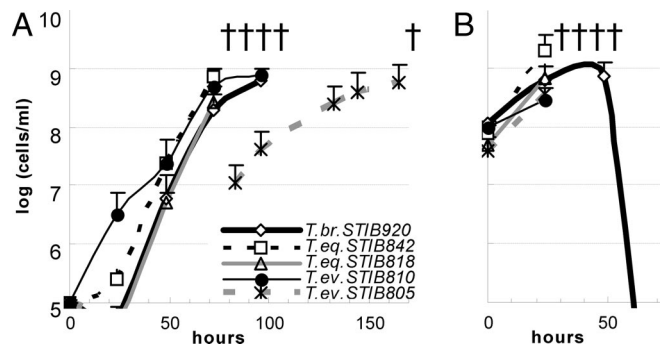 A
B
††††
†
††††
log (cells/ml)
10
9
8
7
6
5
T.br. STIB920
T.eq. STIB842
T.eq. STIB818
T.ev. STIB810
T.ev. STIB805
0 50 100 150
hours
0 50
hours